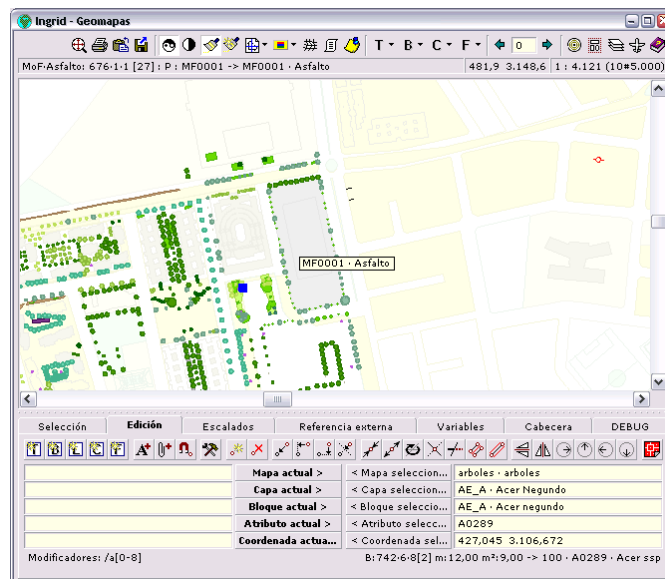 Ingrid - Geomapas
T · B · C · F · 0
MoF·Asfalto: 676·1·1 [27] : P : MF0001 -> MF0001 · Asfalto 481,9 3.148,6 1 : 4.121 (10#5.000)
MF0001 · Asfalto
Selección Edición Escalados Referencia externa Variables Cabecera DEBUG
T B L C F A
Mapa actual > < Mapa seleccion... arboles · arboles
Capa actual > < Capa seleccion... AE_A · Acer Negundo
Bloque actual > < Bloque seleccio... AE_A · Acer negundo
Atributo actual > < Atributo selecc... A0289
Coordenada actua... < Coordenada sel... 427,045 3.106,672
Modificadores: /a[0-8] B:742·6·8[2] m:12,00 m²:9,00 -> 100 · A0289 · Acer ssp